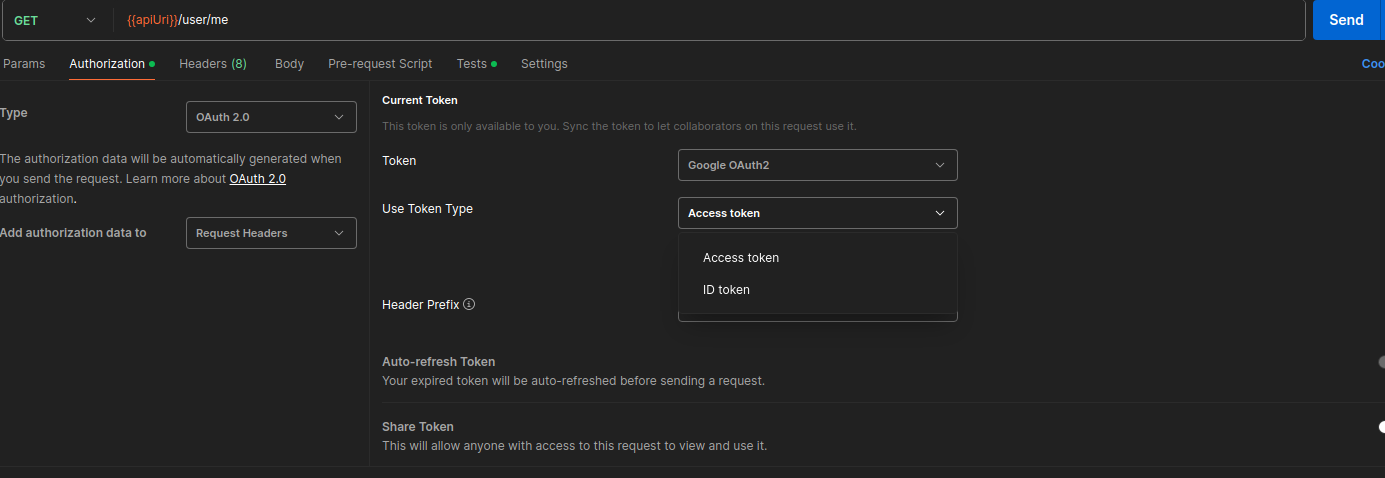 GET {{apiUri}}/user/me Send
Params Authorization Headers (8) Body Pre-request Script Tests Settings Coo
Type
OAuth 2.0
The authorization data will be automatically generated when
you send the request. Learn more about OAuth 2.0
authorization.
Add authorization data to
Request Headers
Current Token
This token is only available to you. Sync the token to let collaborators on this request use it.
Token
Google OAuth2
Use Token Type
Access token
Access token
ID token
Header Prefix
Auto-refresh Token
Your expired token will be auto-refreshed before sending a request.
Share Token
This will allow anyone with access to this request to view and use it.